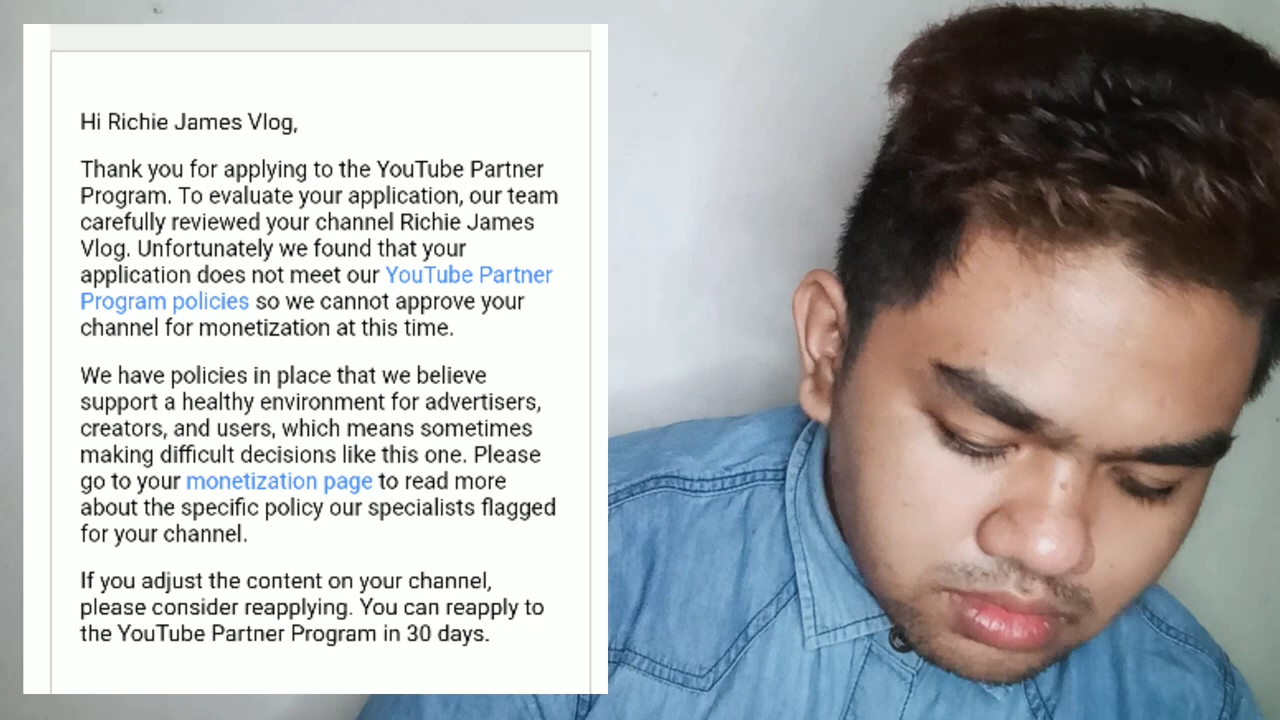 Hi Richie James Vlog,
Thank you for applying to the YouTube Partner
Program. To evaluate your application, our team
carefully reviewed your channel Richie James
Vlog. Unfortunately we found that your
application does not meet our YouTube Partner
Program policies so we cannot approve your
channel for monetization at this time.
We have policies in place that we believe
support a healthy environment for advertisers,
creators, and users, which means sometimes
making difficult decisions like this one. Please
go to your monetization page to read more
about the specific policy our specialists flagged
for your channel.
If you adjust the content on your channel,
please consider reapplying. You can reapply to
the YouTube Partner Program in 30 days.